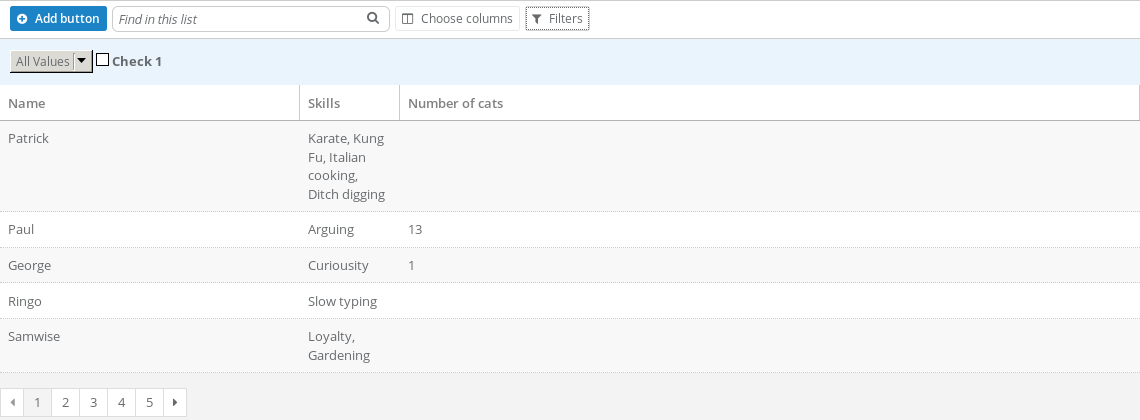 Add button Find in this list Choose columns Filters
All Values Check 1
Name Skills Number of cats
Patrick Karate, Kung
Fu, Italian
cooking,
Ditch digging
Paul Arguing 13
George Curiousity 1
Ringo Slow typing
Samwise Loyalty,
Gardening
1 2 3 4 5